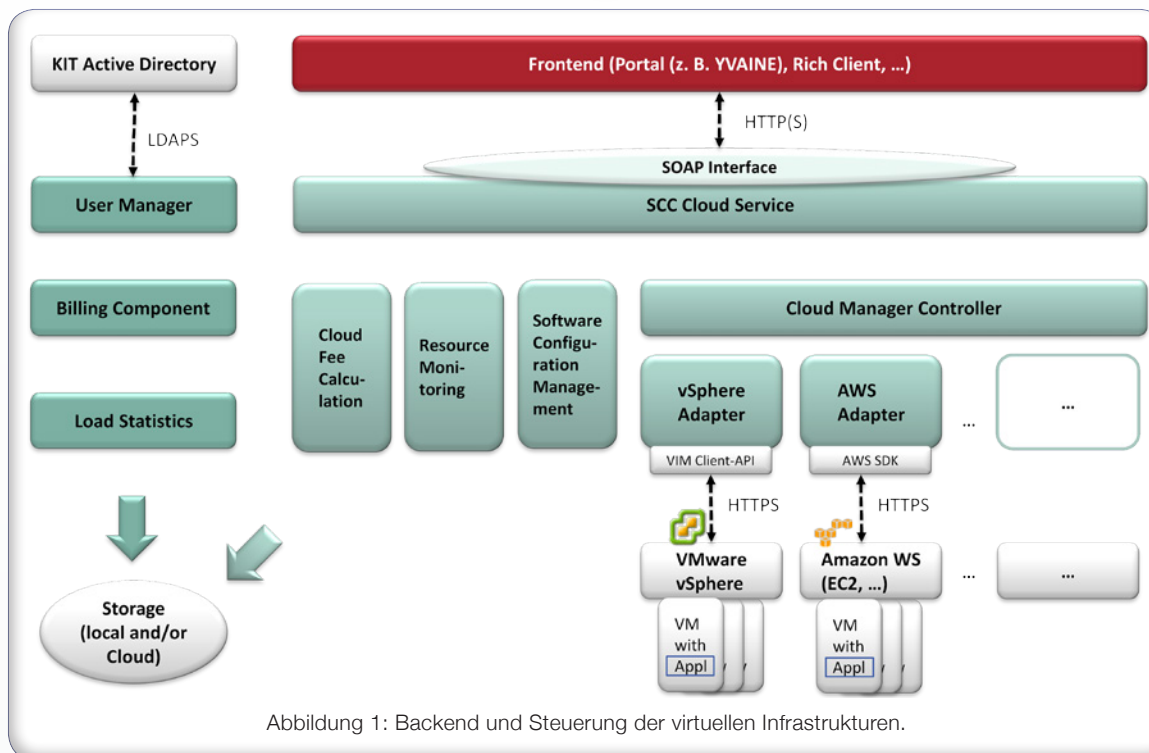 KIT Active Directory
Frontend (Portal (z. B. YVAINE), Rich Client, ...)
LDAPS
HTTP(S)
SOAP Interface
User Manager
SCC Cloud Service
Billing Component
Cloud
Fee
Calcu-
lation
Resource
Moni-
toring
Software
Configu-
ration
Manage-
ment
Cloud Manager Controller
Load Statistics
vSphere
Adapter
VIM Client-API
AWS
Adapter
AWS SDK
...
...
HTTPS
HTTPS
VMware
vSphere
Amazon WS
(EC2, ...)
...
...
Storage
(local and/or
Cloud)
VM
with
Appl
VM
with
Appl
Abbildung 1: Backend und Steuerung der virtuellen Infrastrukturen.